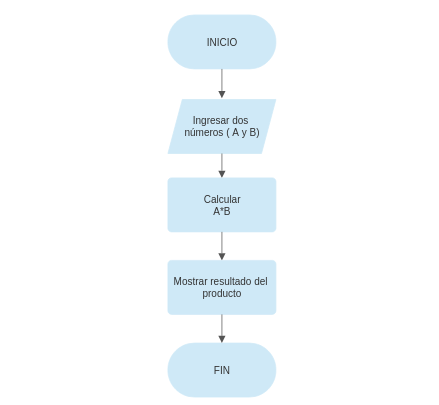 INICIO
Ingresar dos
números ( A y B)
Calcular
A*B
Mostrar resultado del
producto
FIN